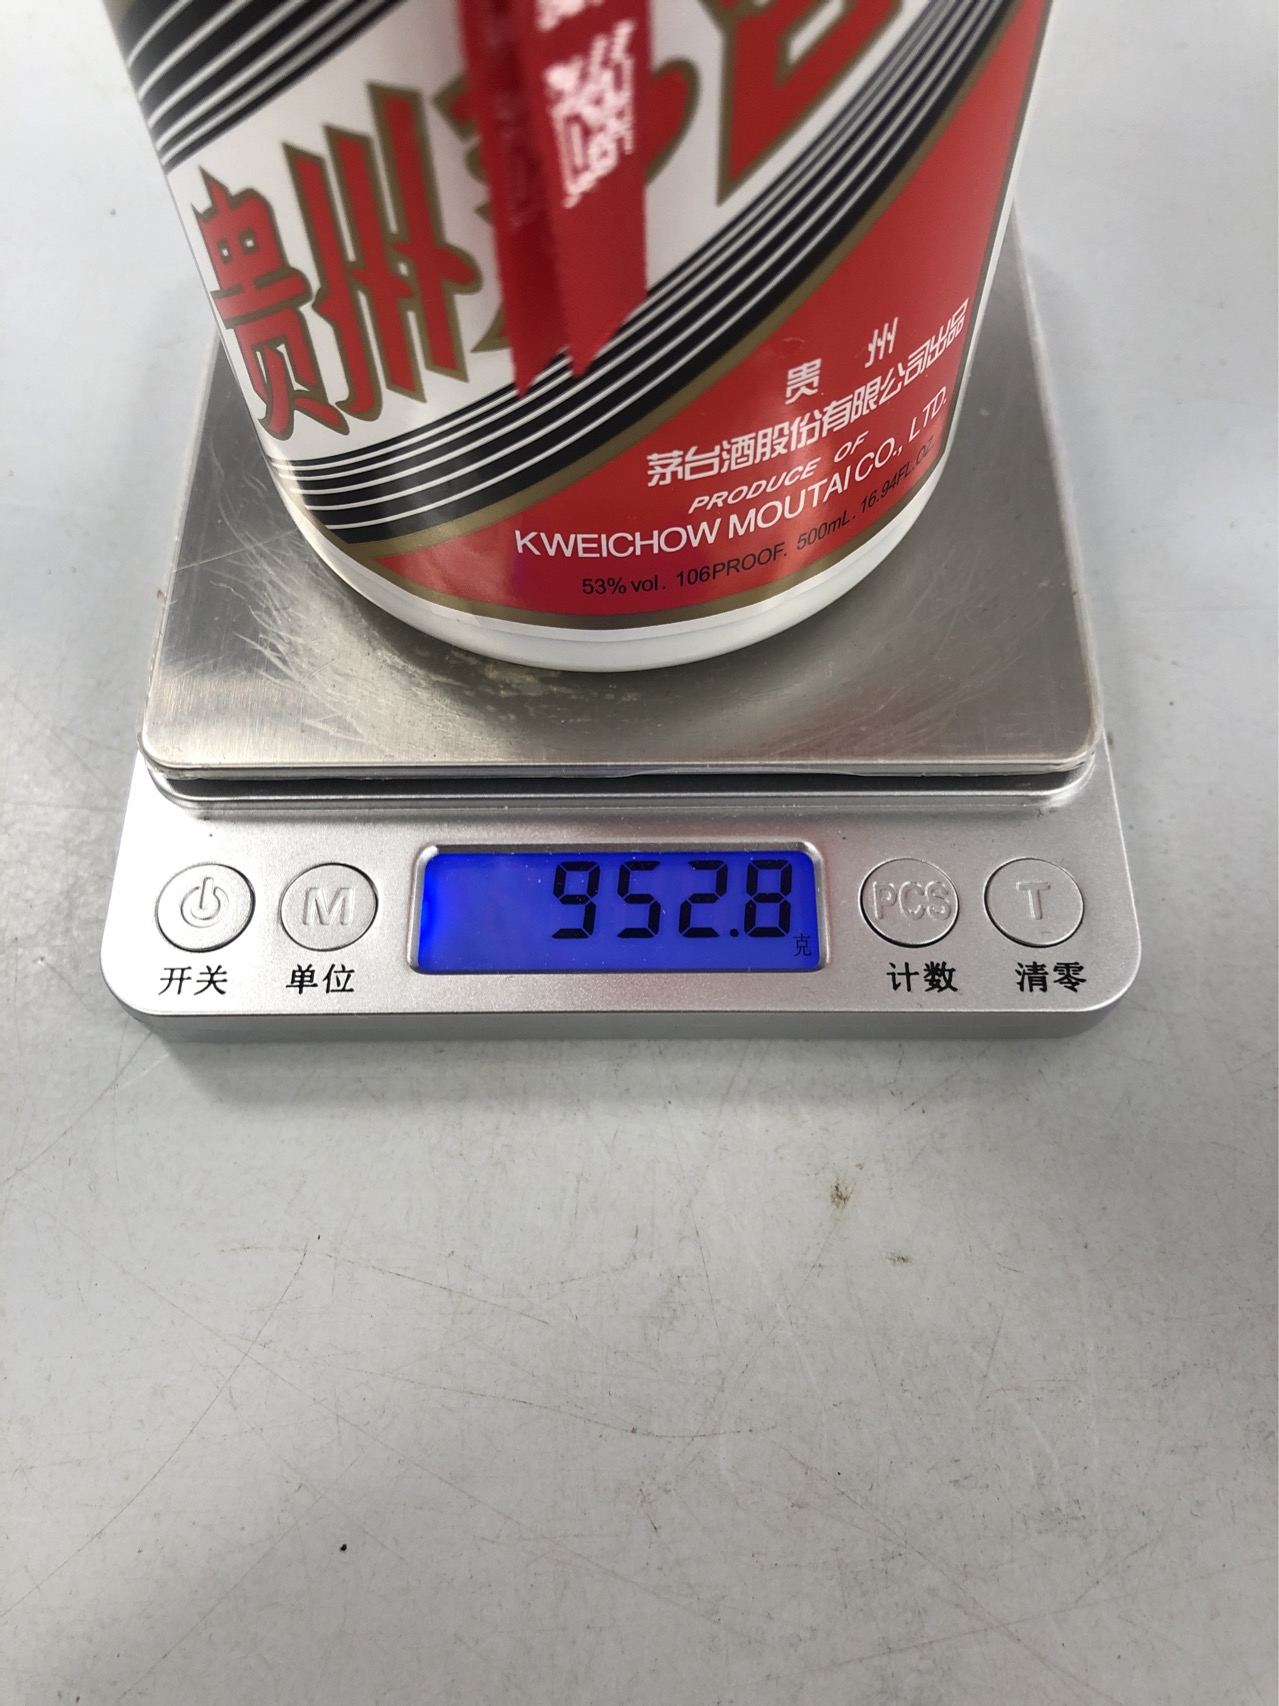 贵州
贵州
茅台酒股份有限公司出品
PRODUCE OF
KWEICHOW MOUTAI CO., LTD.
53% vol. 106PROOF. 500mL. 16.94FL.OZ.
952.8
克
M PCS T
开关 单位 计数 清零